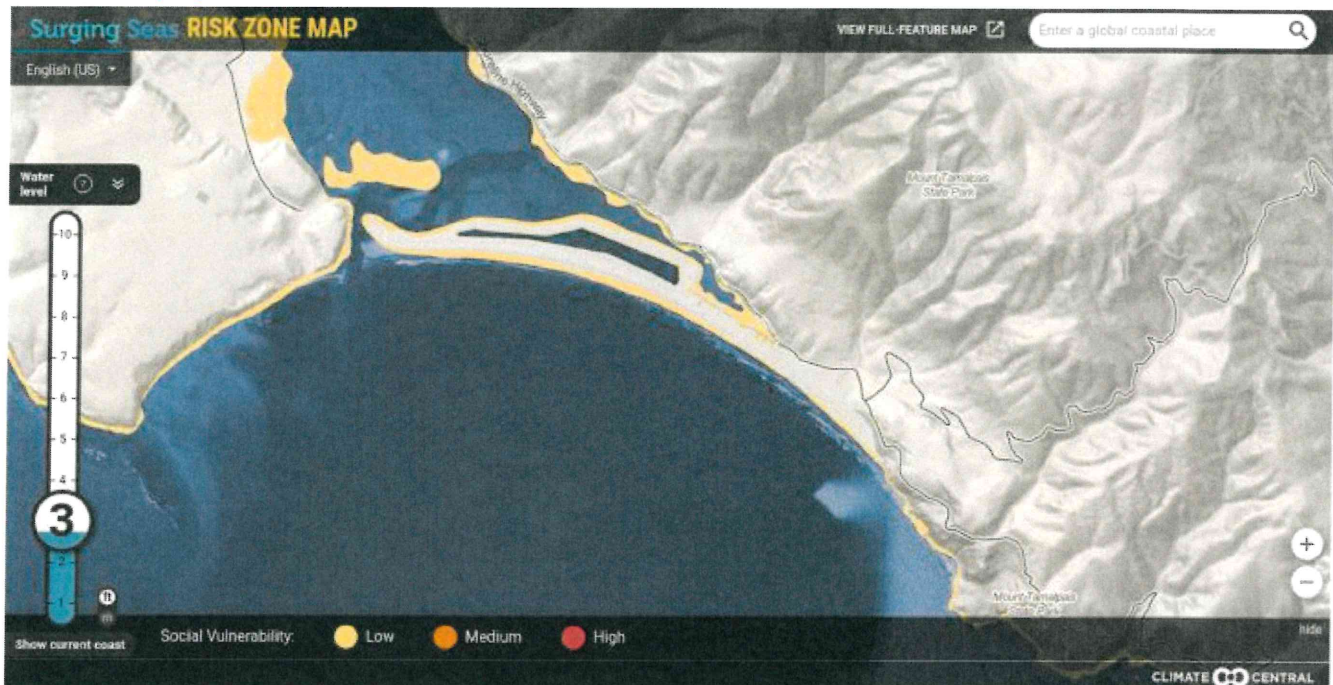 Surging Seas RISK ZONE MAP
VIEW FULL-FEATURE MAP
Enter a global coastal place
English (US)
Highway
Water
level
?
Mount Tamalpais
State Park
10
9
8
7
6
5
4
3
2
1
ft
m
+
−
Mount Tamalpais
State Park
Show current coast
Social Vulnerability:
Low
Medium
High
hide
CLIMATE CENTRAL